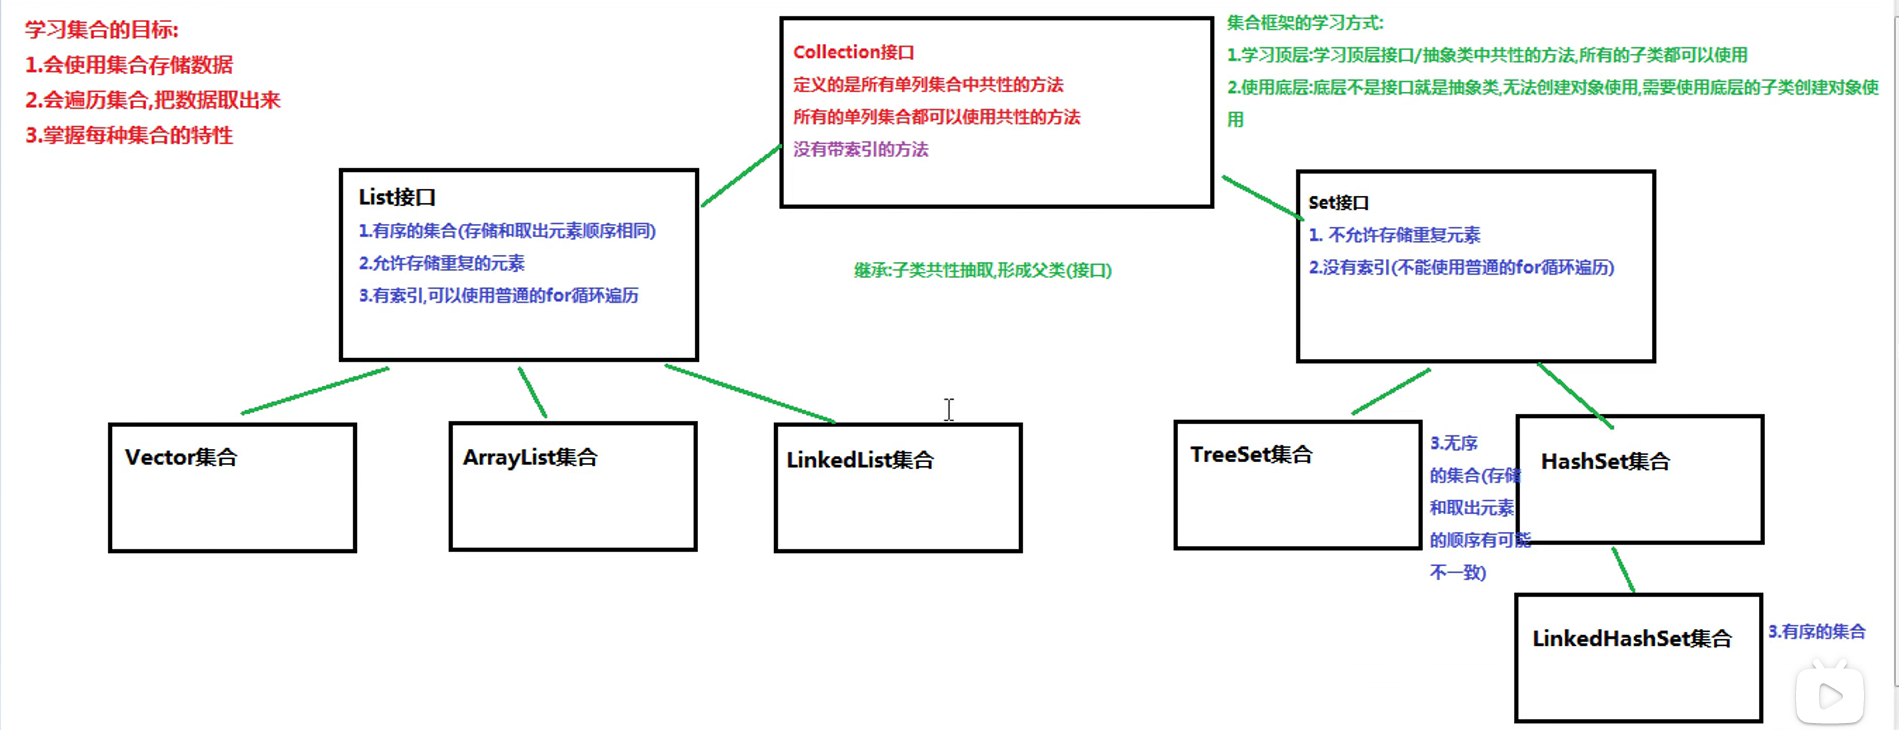 学习集合的目标:
1.会使用集合存储数据
2.会遍历集合,把数据取出来
3.掌握每种集合的特性
Collection接口
定义的是所有单列集合中共性的方法
所有的单列集合都可以使用共性的方法
没有带索引的方法
集合框架的学习方式:
1.学习顶层:学习顶层接口/抽象类中共性的方法,所有的子类都可以使用
2.使用底层:底层不是接口就是抽象类,无法创建对象使用,需要使用底层的子类创建对象使
用
List接口
1.有序的集合(存储和取出元素顺序相同)
2.允许存储重复的元素
3.有索引,可以使用普通的for循环遍历
继承:子类共性抽取,形成父类(接口)
Set接口
1. 不允许存储重复元素
2.没有索引(不能使用普通的for循环遍历)
Vector集合
ArrayList集合
LinkedList集合
TreeSet集合
3.无序
的集合(存储
和取出元素
的顺序有可能
不一致)
HashSet集合
LinkedHashSet集合
3.有序的集合